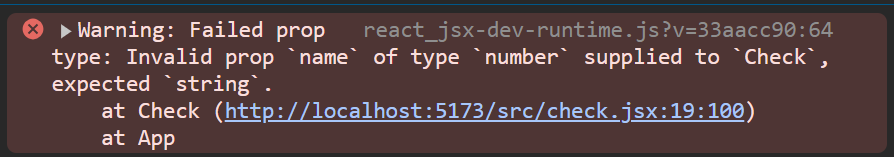 Warning: Failed prop react_jsx-dev-runtime.js?v=33aacc90:64
type: Invalid prop `name` of type `number` supplied to `Check`,
expected `string`.
at Check (http://localhost:5173/src/check.jsx:19:100)
at App